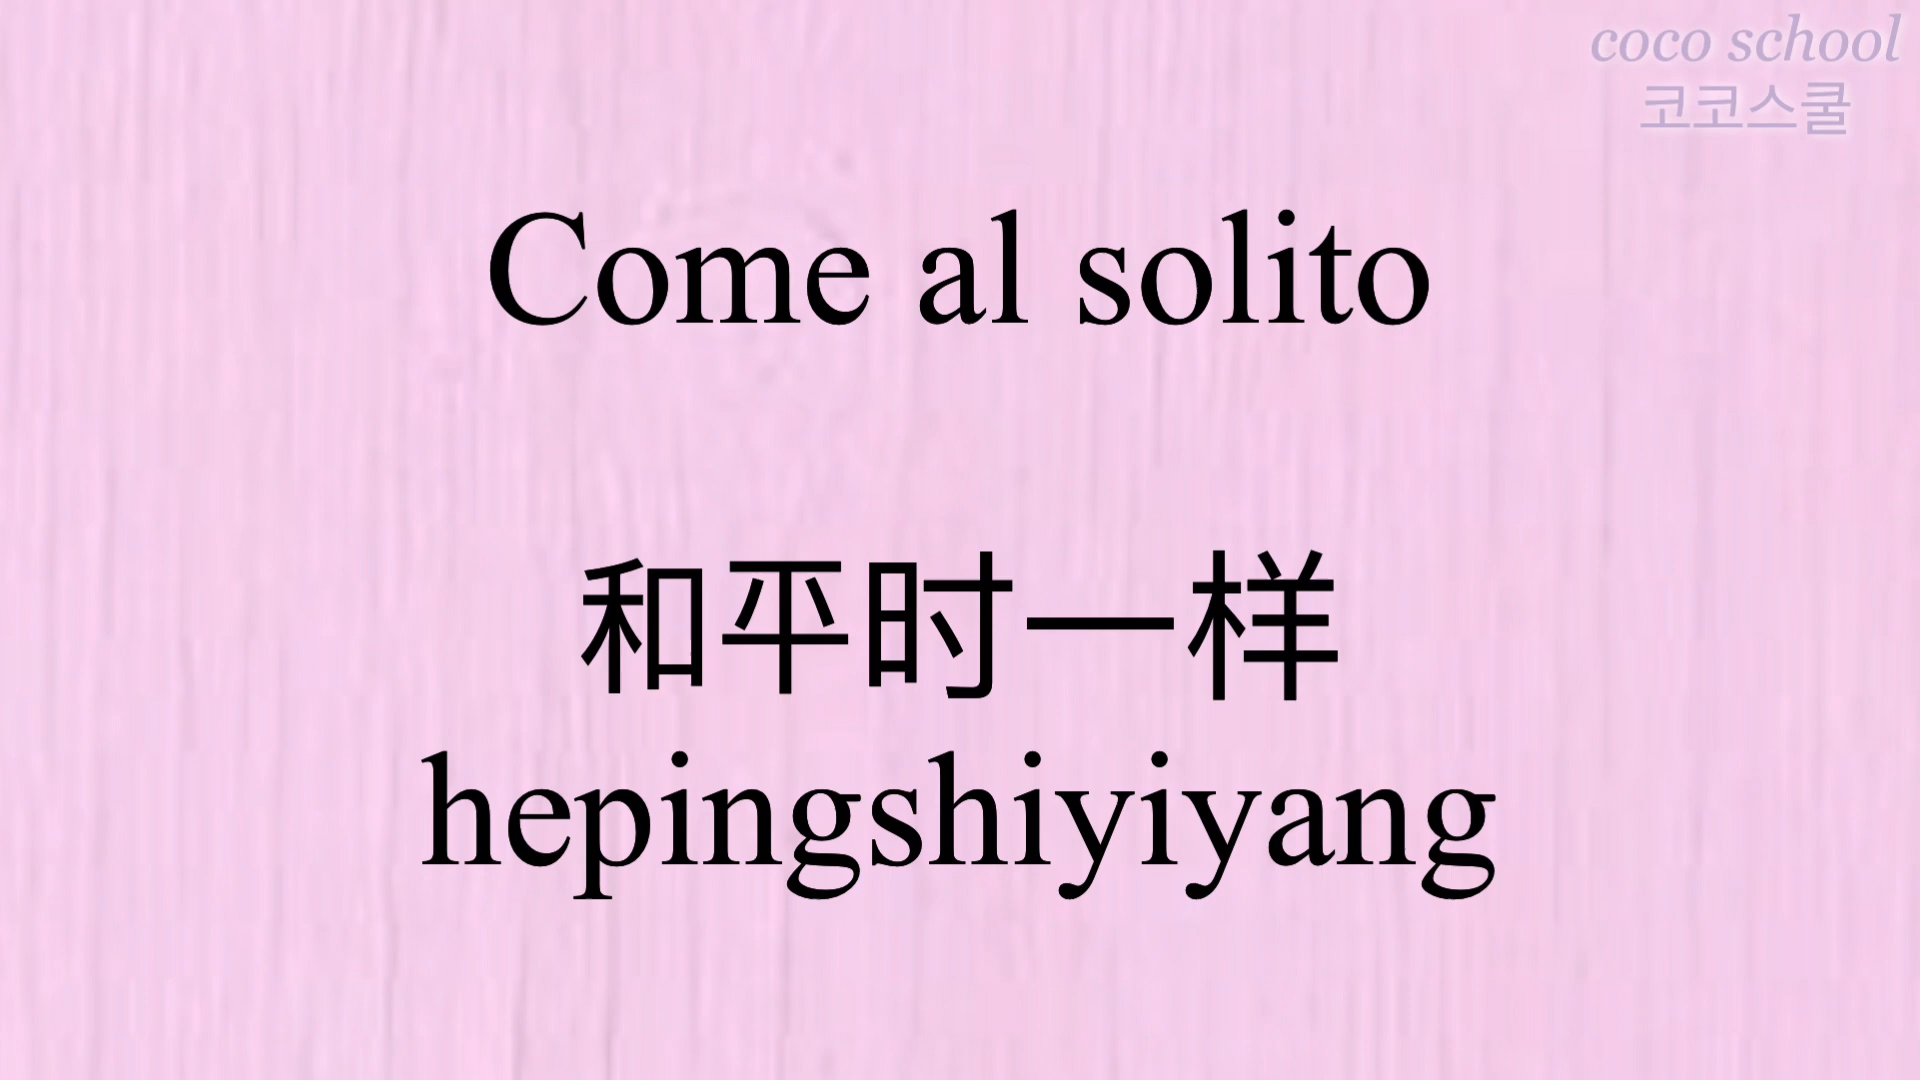 coco school
코코스쿨
Come al solito
和平时一样
hepingshiyiyang